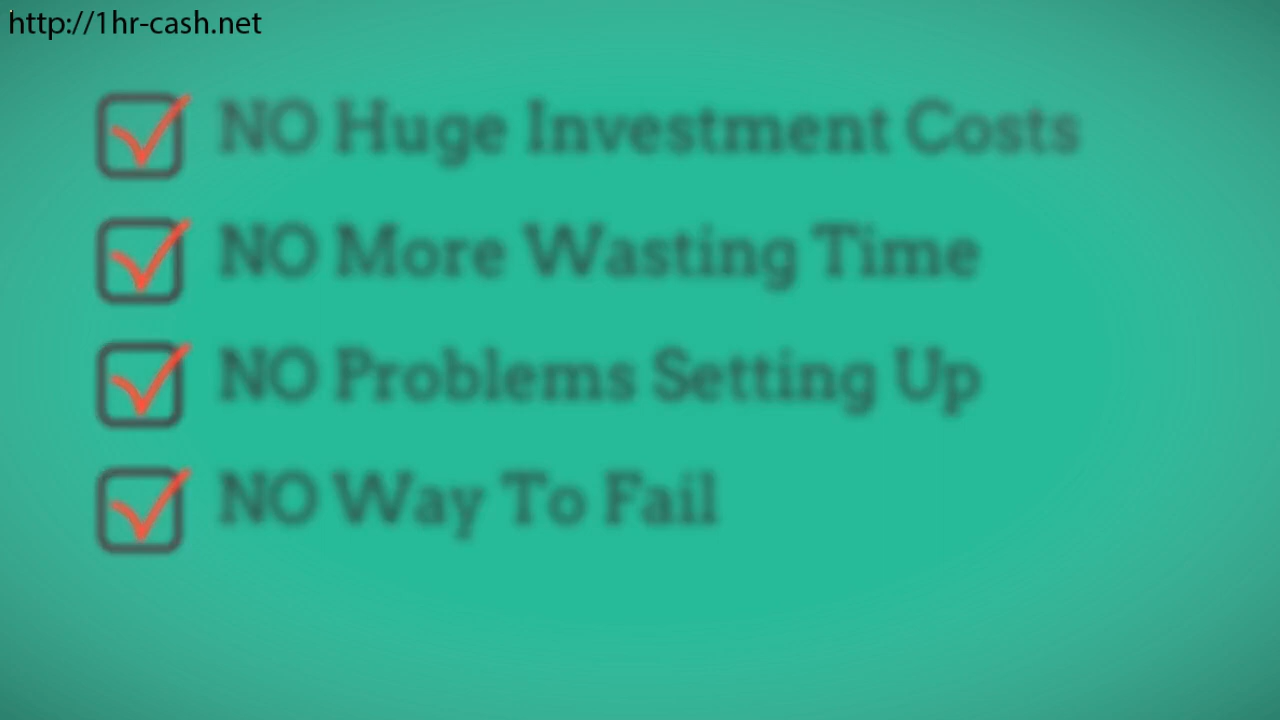 http://1hr-cash.net
NO Huge Investment Costs
NO More Wasting Time
NO Problems Setting Up
NO Way To Fail